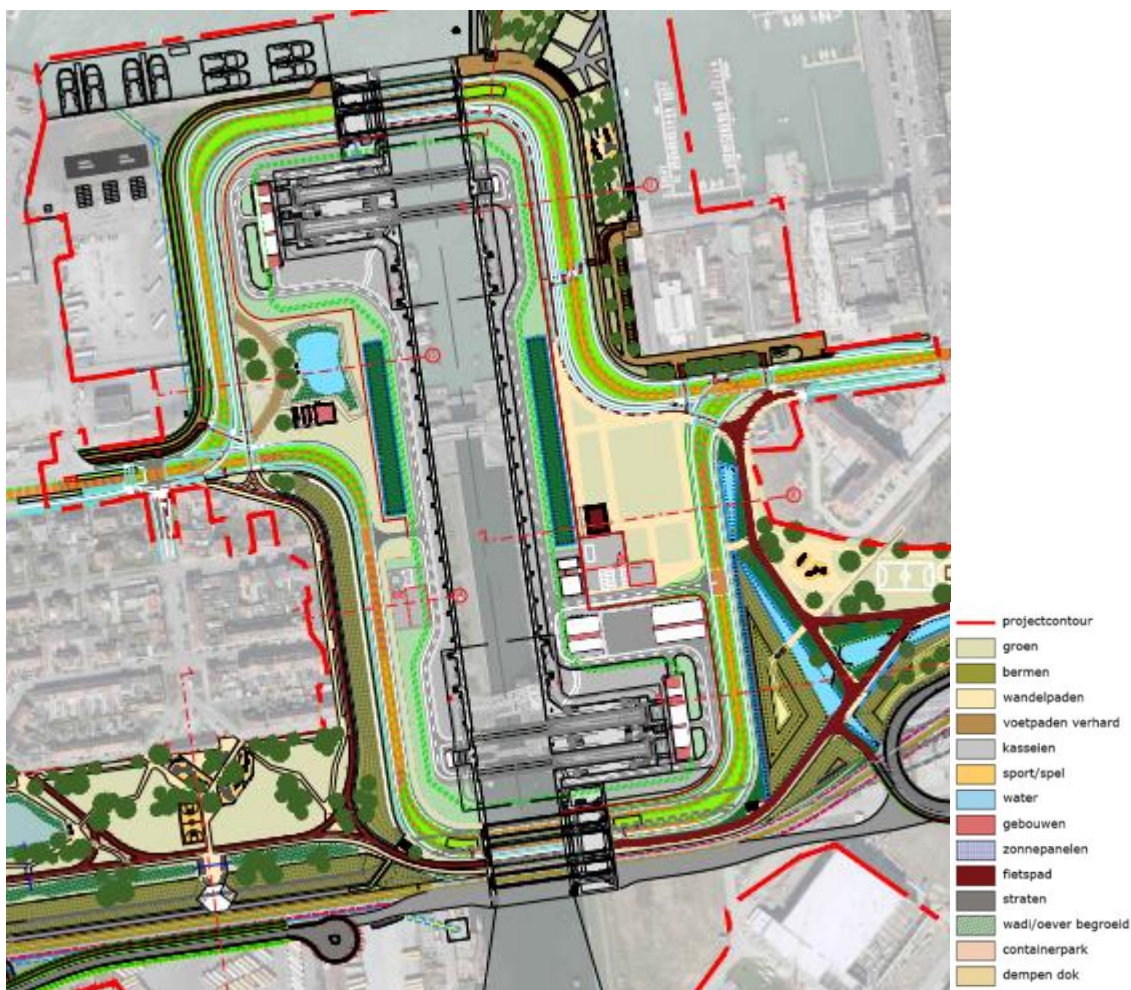 projectcontour
groen
bermen
wandelpaden
voetpaden verhard
kasseien
sport/spel
water
gebouwen
zonnepanelen
fietspad
straten
wadi/oever begroeid
containerpark
dempen dok